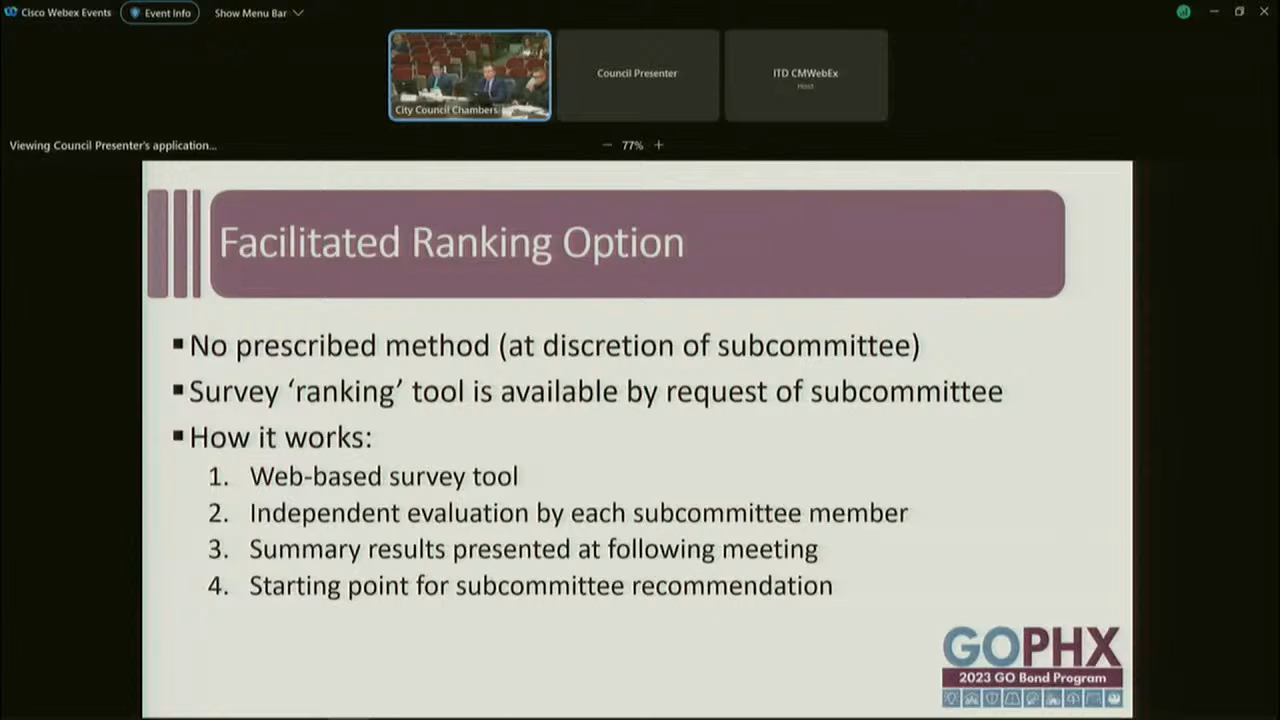 Cisco Webex Events
Event Info
Show Menu Bar
City Council Chambers
Council Presenter
ITD CMWebEx
Host
Viewing Council Presenter's application...
77%
Facilitated Ranking Option
▪ No prescribed method (at discretion of subcommittee)
▪ Survey ‘ranking’ tool is available by request of subcommittee
▪ How it works:
1. Web-based survey tool
2. Independent evaluation by each subcommittee member
3. Summary results presented at following meeting
4. Starting point for subcommittee recommendation
GOPHX
2023 GO Bond Program